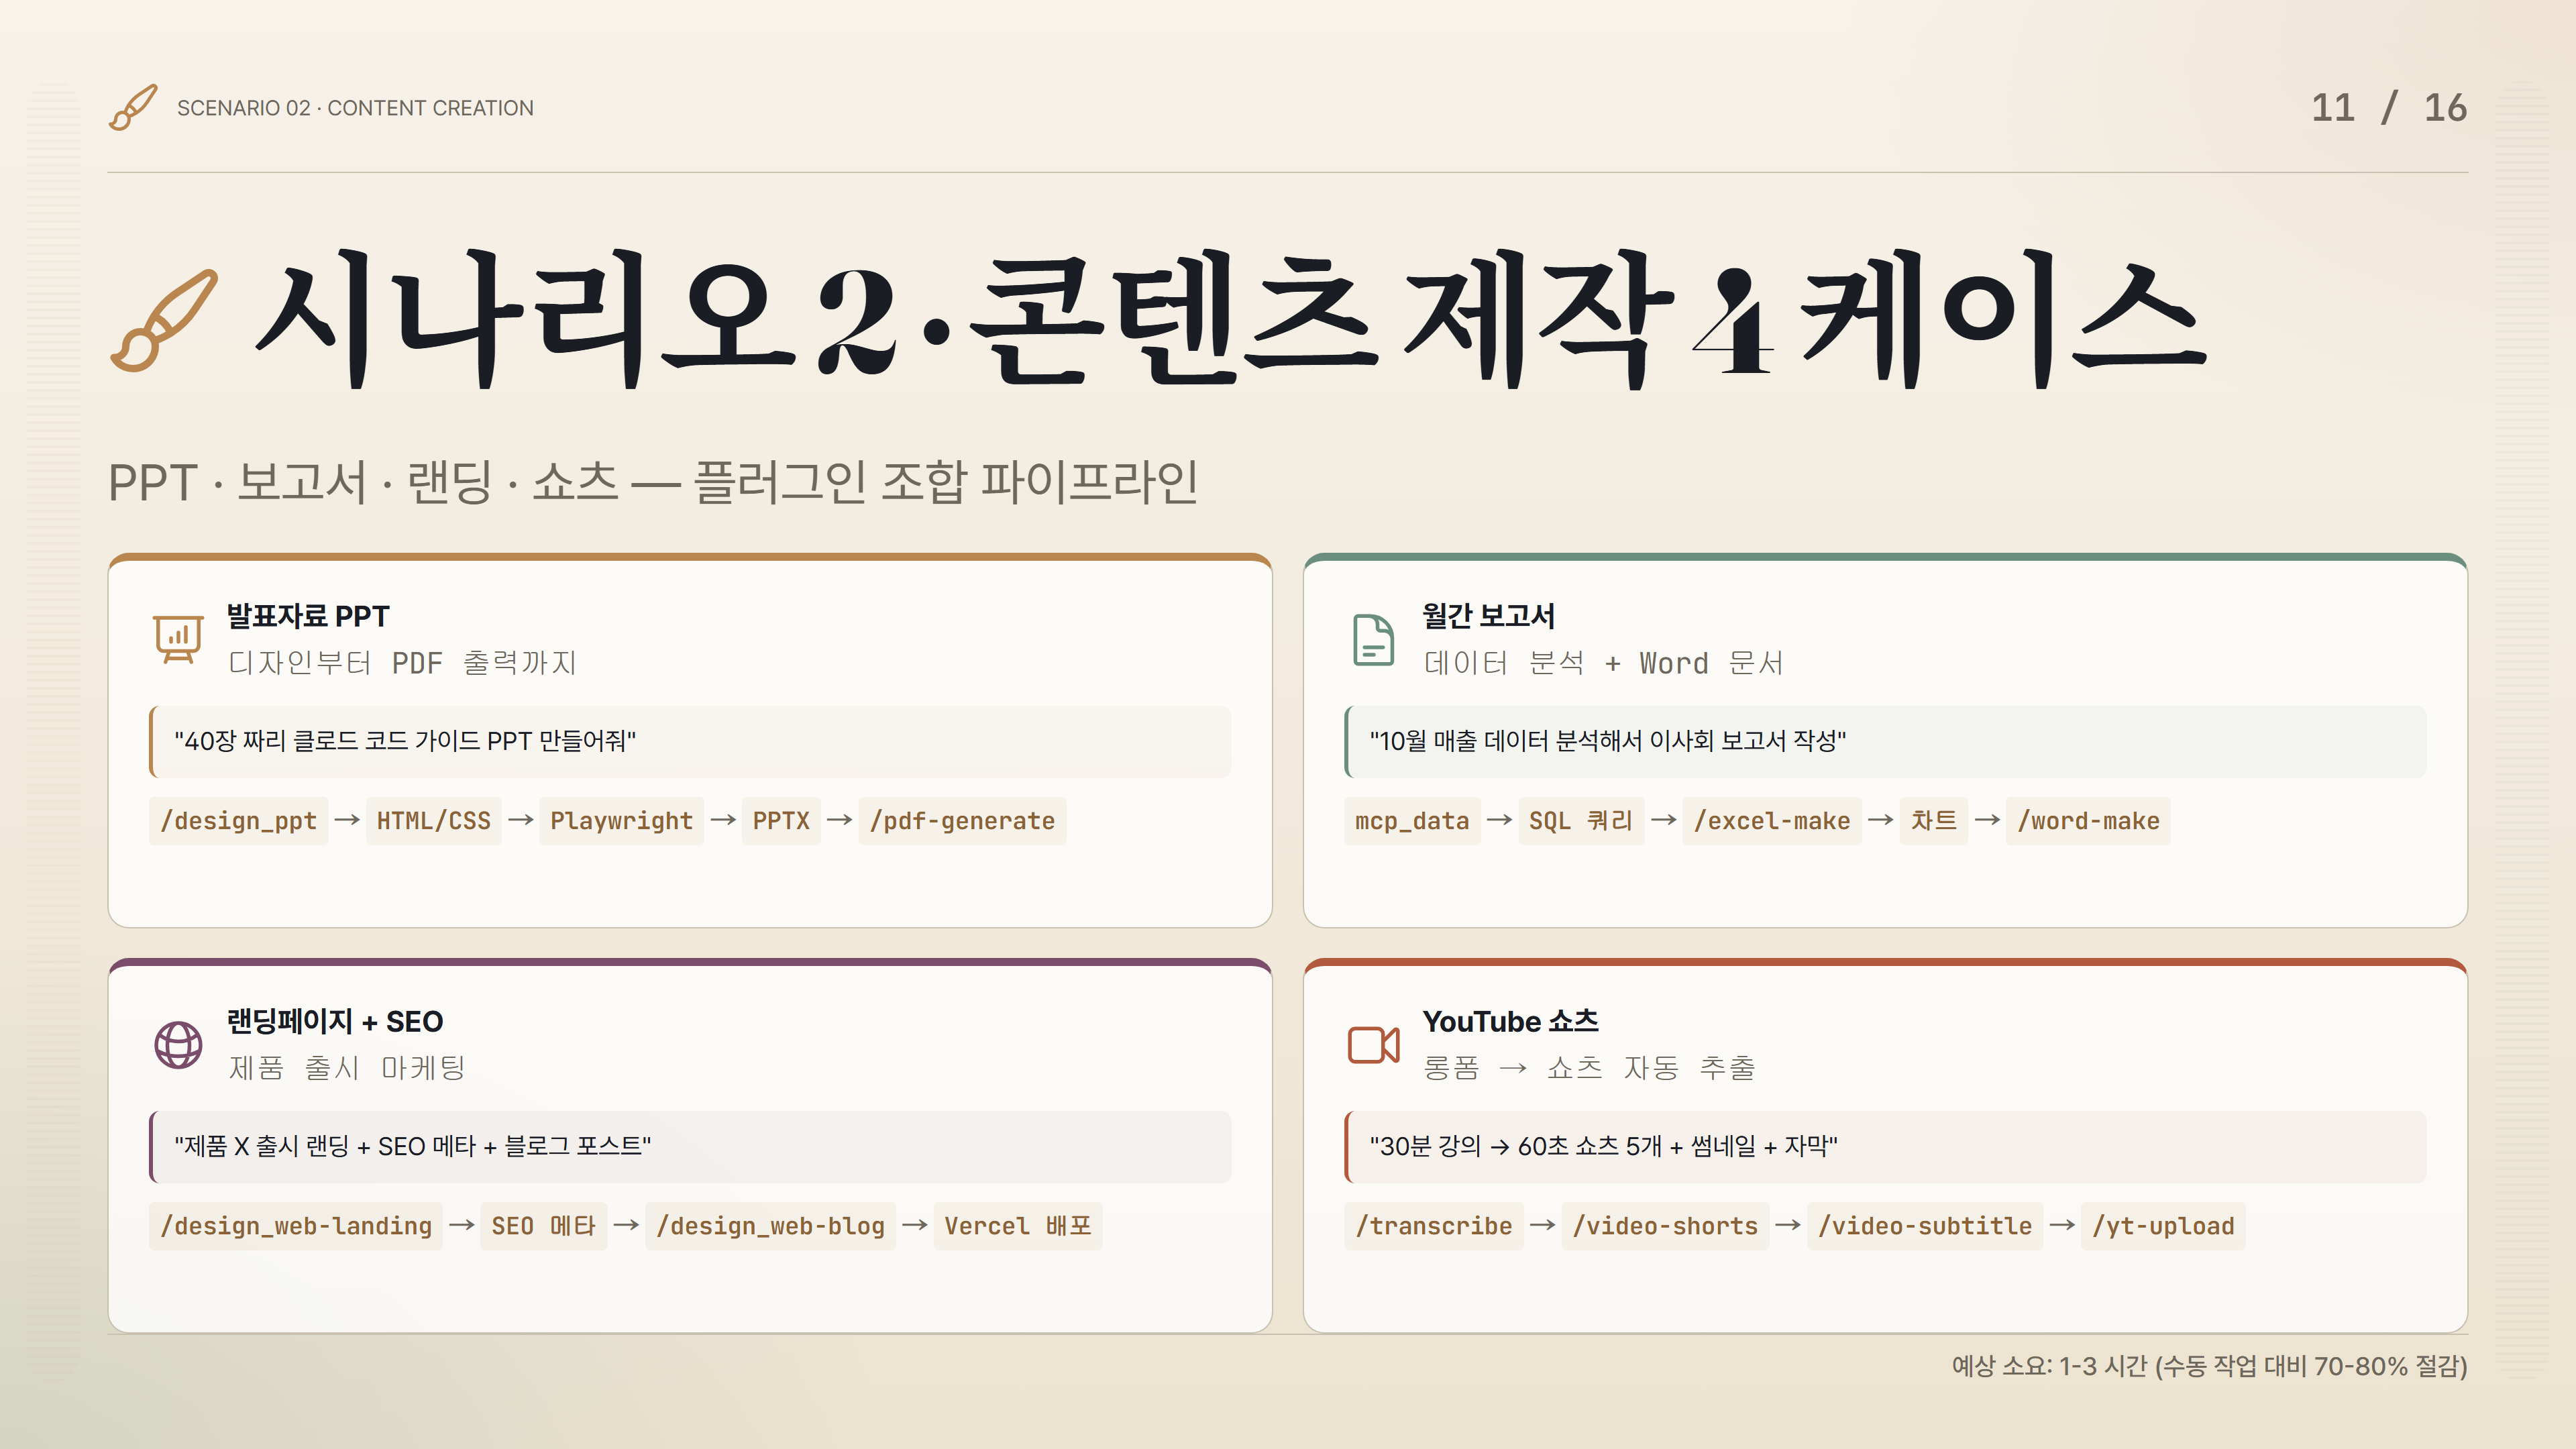 SCENARIO 02 · CONTENT CREATION
11 / 16
시나리오 2 · 콘텐츠 제작 4 케이스
PPT · 보고서 · 랜딩 · 쇼츠 — 플러그인 조합 파이프라인
발표자료 PPT
디자인부터 PDF 출력까지
"40장 짜리 클로드 코드 가이드 PPT 만들어줘"
/design_ppt → HTML/CSS → Playwright → PPTX → /pdf-generate
월간 보고서
데이터 분석 + Word 문서
"10월 매출 데이터 분석해서 이사회 보고서 작성"
mcp_data → SQL 쿼리 → /excel-make → 차트 → /word-make
랜딩페이지 + SEO
제품 출시 마케팅
"제품 X 출시 랜딩 + SEO 메타 + 블로그 포스트"
/design_web-landing → SEO 메타 → /design_web-blog → Vercel 배포
YouTube 쇼츠
롱폼 → 쇼츠 자동 추출
"30분 강의 → 60초 쇼츠 5개 + 썸네일 + 자막"
/transcribe → /video-shorts → /video-subtitle → /yt-upload
예상 소요: 1-3 시간 (수동 작업 대비 70-80% 절감)